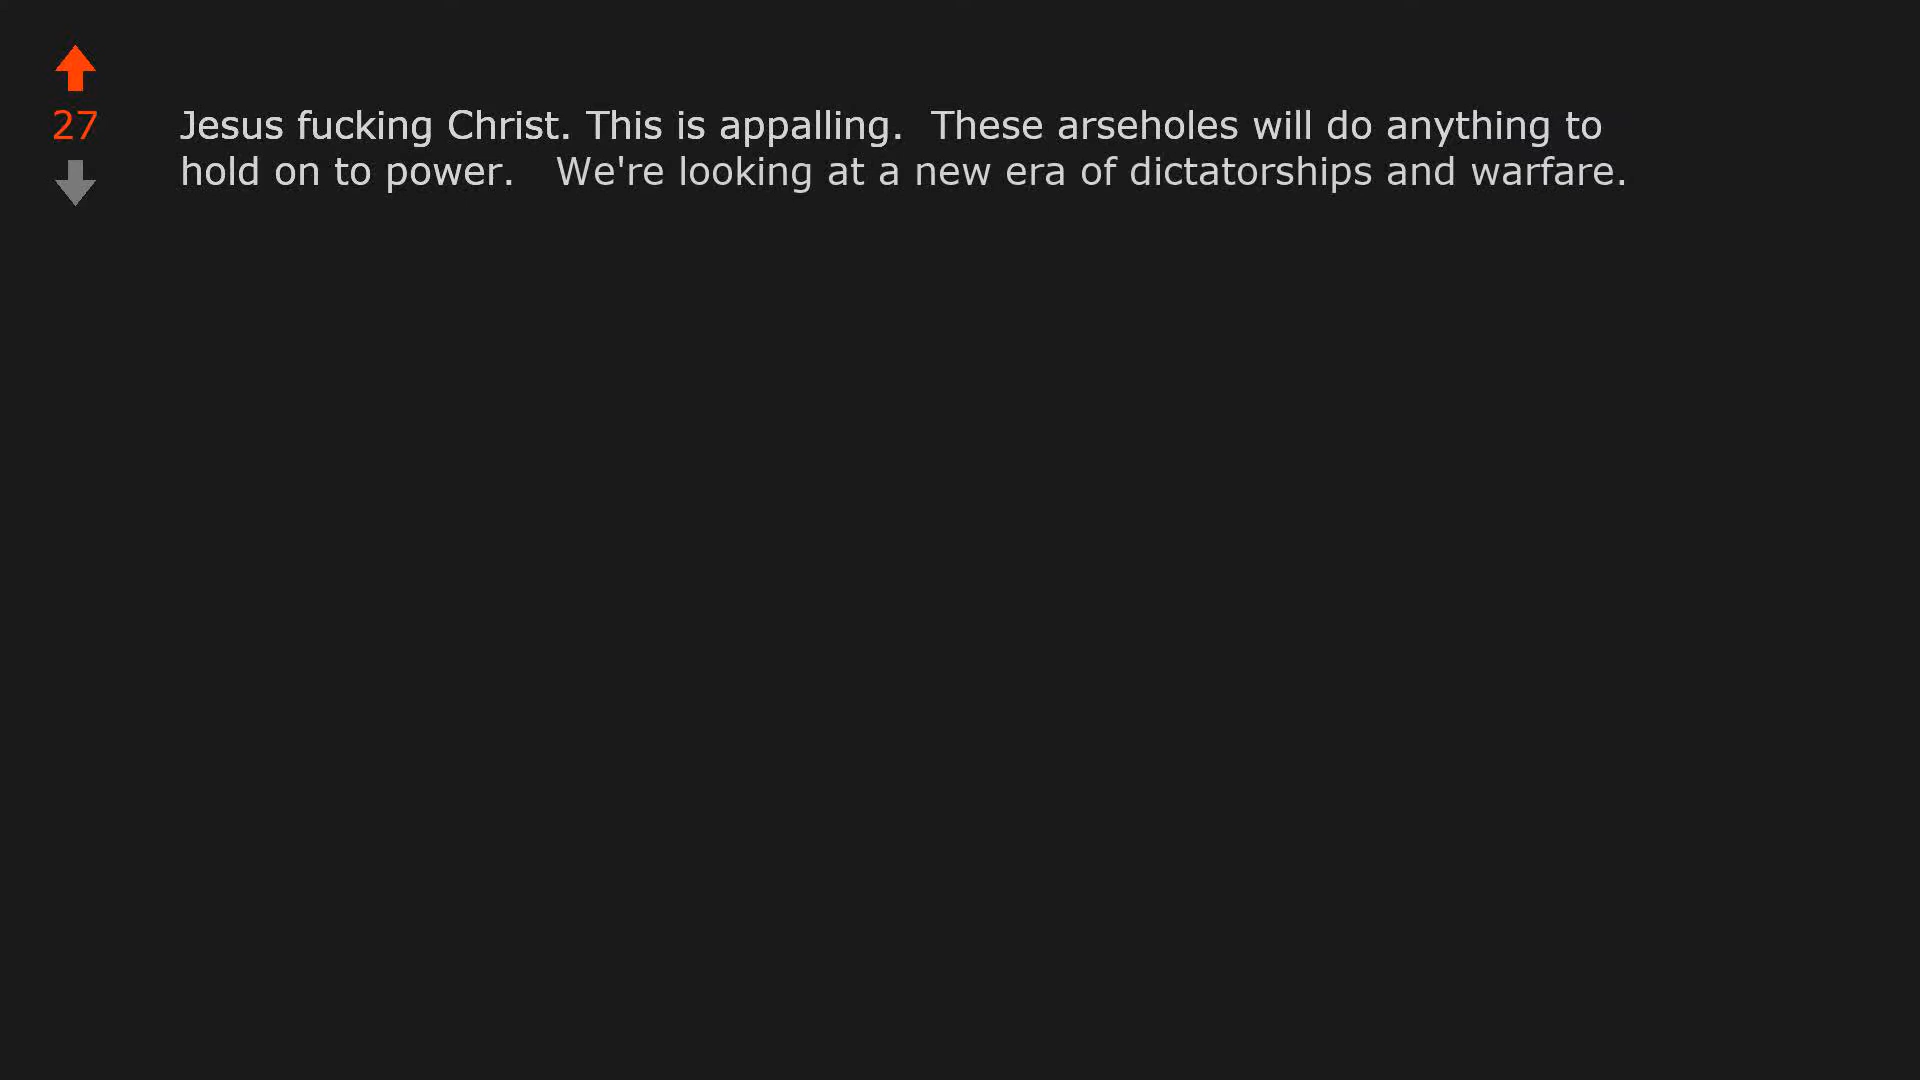 27
Jesus fucking Christ. This is appalling.  These arseholes will do anything to
hold on to power.   We're looking at a new era of dictatorships and warfare.